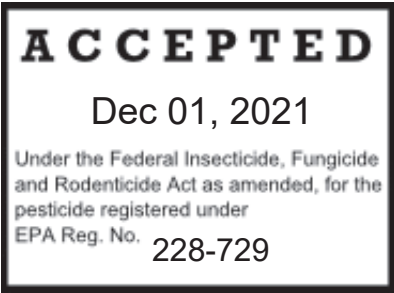 ACCEPTED
Dec 01, 2021
Under the Federal Insecticide, Fungicide
and Rodenticide Act as amended, for the
pesticide registered under
EPA Reg. No. 228-729